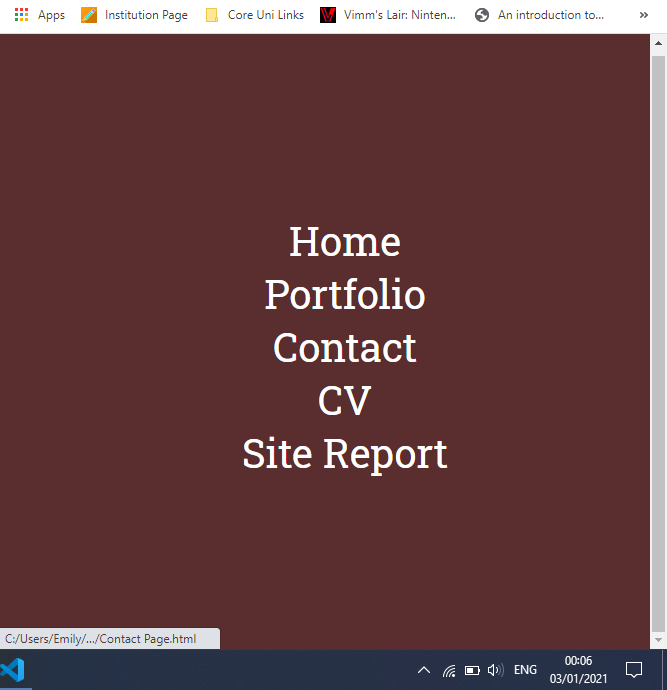 Apps Institution Page Core Uni Links Vimm's Lair: Ninten... An introduction to... »
Home
Portfolio
Contact
CV
Site Report
C:/Users/Emily/.../Contact Page.html
ENG 00:06
03/01/2021